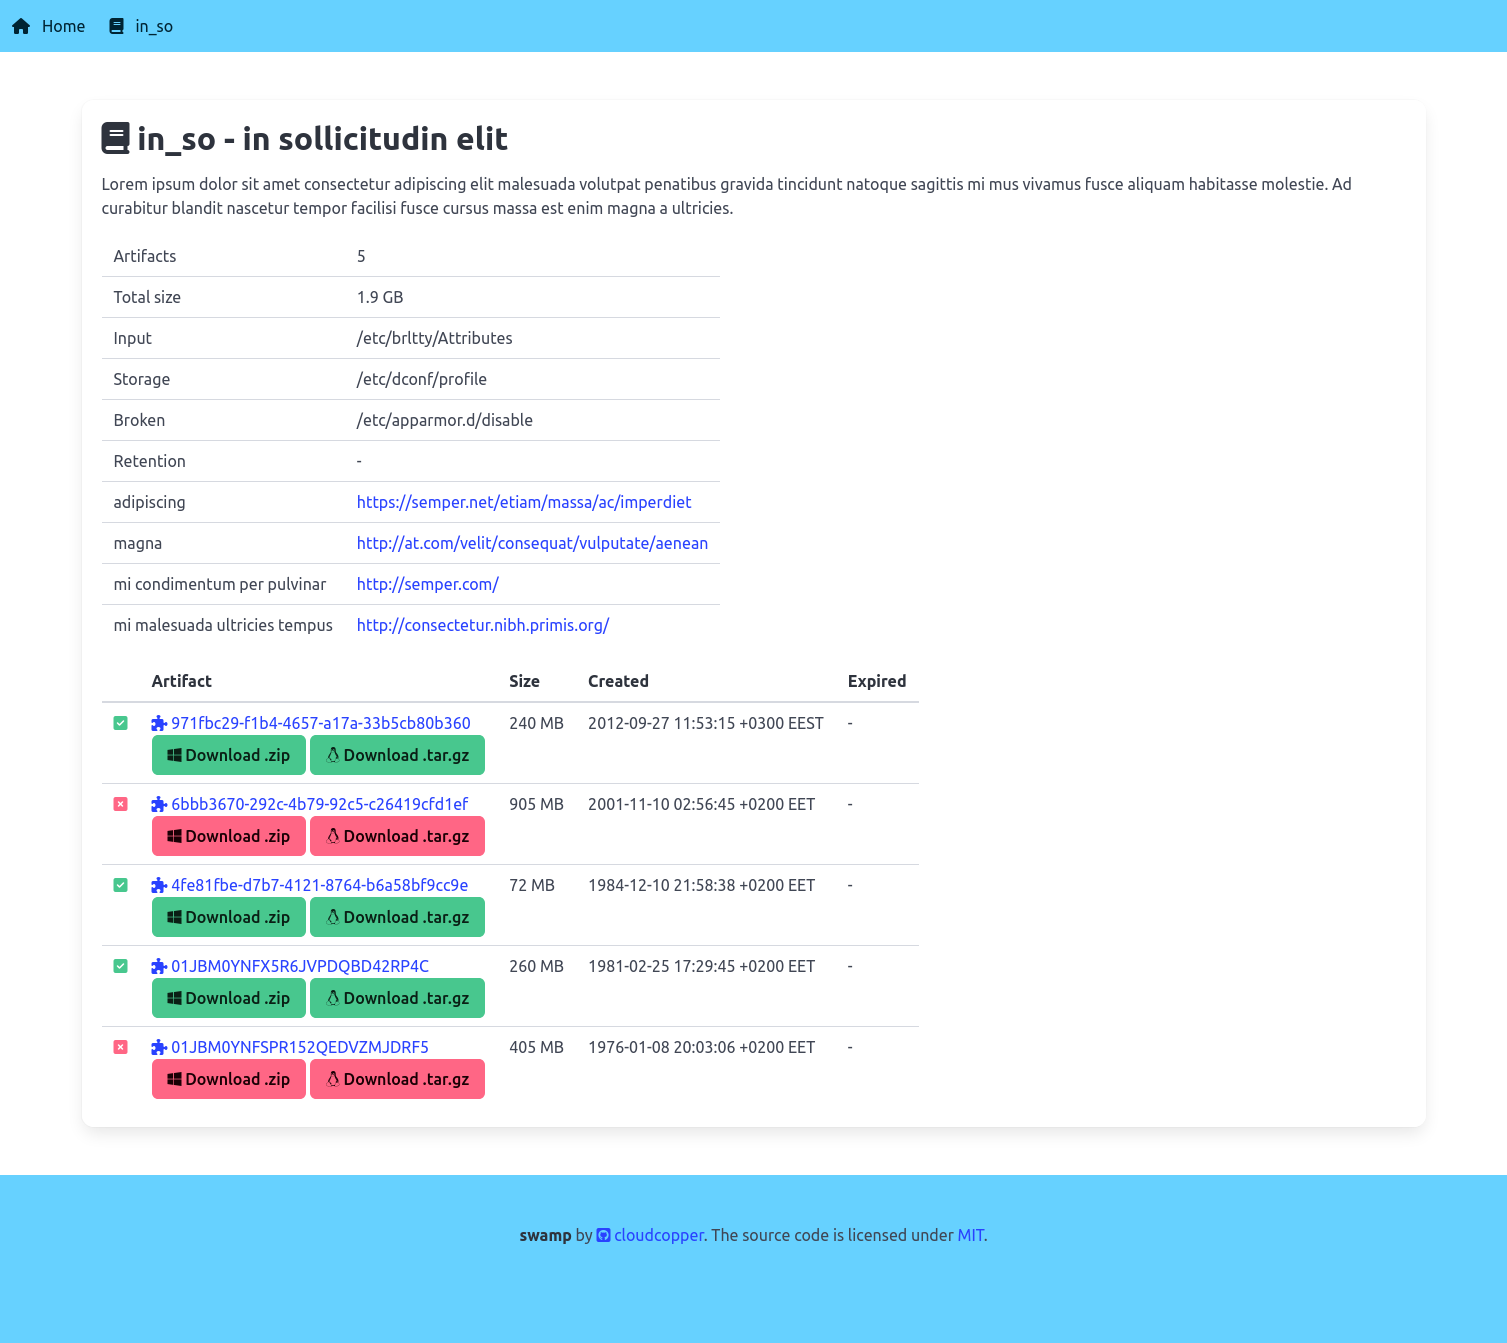 Home in_so
in_so - in sollicitudin elit
Lorem ipsum dolor sit amet consectetur adipiscing elit malesuada volutpat penatibus gravida tincidunt natoque sagittis mi mus vivamus fusce aliquam habitasse molestie. Ad
curabitur blandit nascetur tempor facilisi fusce cursus massa est enim magna a ultricies.
Artifacts 5
Total size 1.9 GB
Input /etc/brltty/Attributes
Storage /etc/dconf/profile
Broken /etc/apparmor.d/disable
Retention -
adipiscing https://semper.net/etiam/massa/ac/imperdiet
magna http://at.com/velit/consequat/vulputate/aenean
mi condimentum per pulvinar http://semper.com/
mi malesuada ultricies tempus http://consectetur.nibh.primis.org/
Artifact Size Created Expired
971fbc29-f1b4-4657-a17a-33b5cb80b360 240 MB 2012-09-27 11:53:15 +0300 EEST -
Download .zip Download .tar.gz
6bbb3670-292c-4b79-92c5-c26419cfd1ef 905 MB 2001-11-10 02:56:45 +0200 EET -
Download .zip Download .tar.gz
4fe81fbe-d7b7-4121-8764-b6a58bf9cc9e 72 MB 1984-12-10 21:58:38 +0200 EET -
Download .zip Download .tar.gz
01JBM0YNFX5R6JVPDQBD42RP4C 260 MB 1981-02-25 17:29:45 +0200 EET -
Download .zip Download .tar.gz
01JBM0YNFSPR152QEDVZMJDRF5 405 MB 1976-01-08 20:03:06 +0200 EET -
Download .zip Download .tar.gz
swamp by cloudcopper. The source code is licensed under MIT.